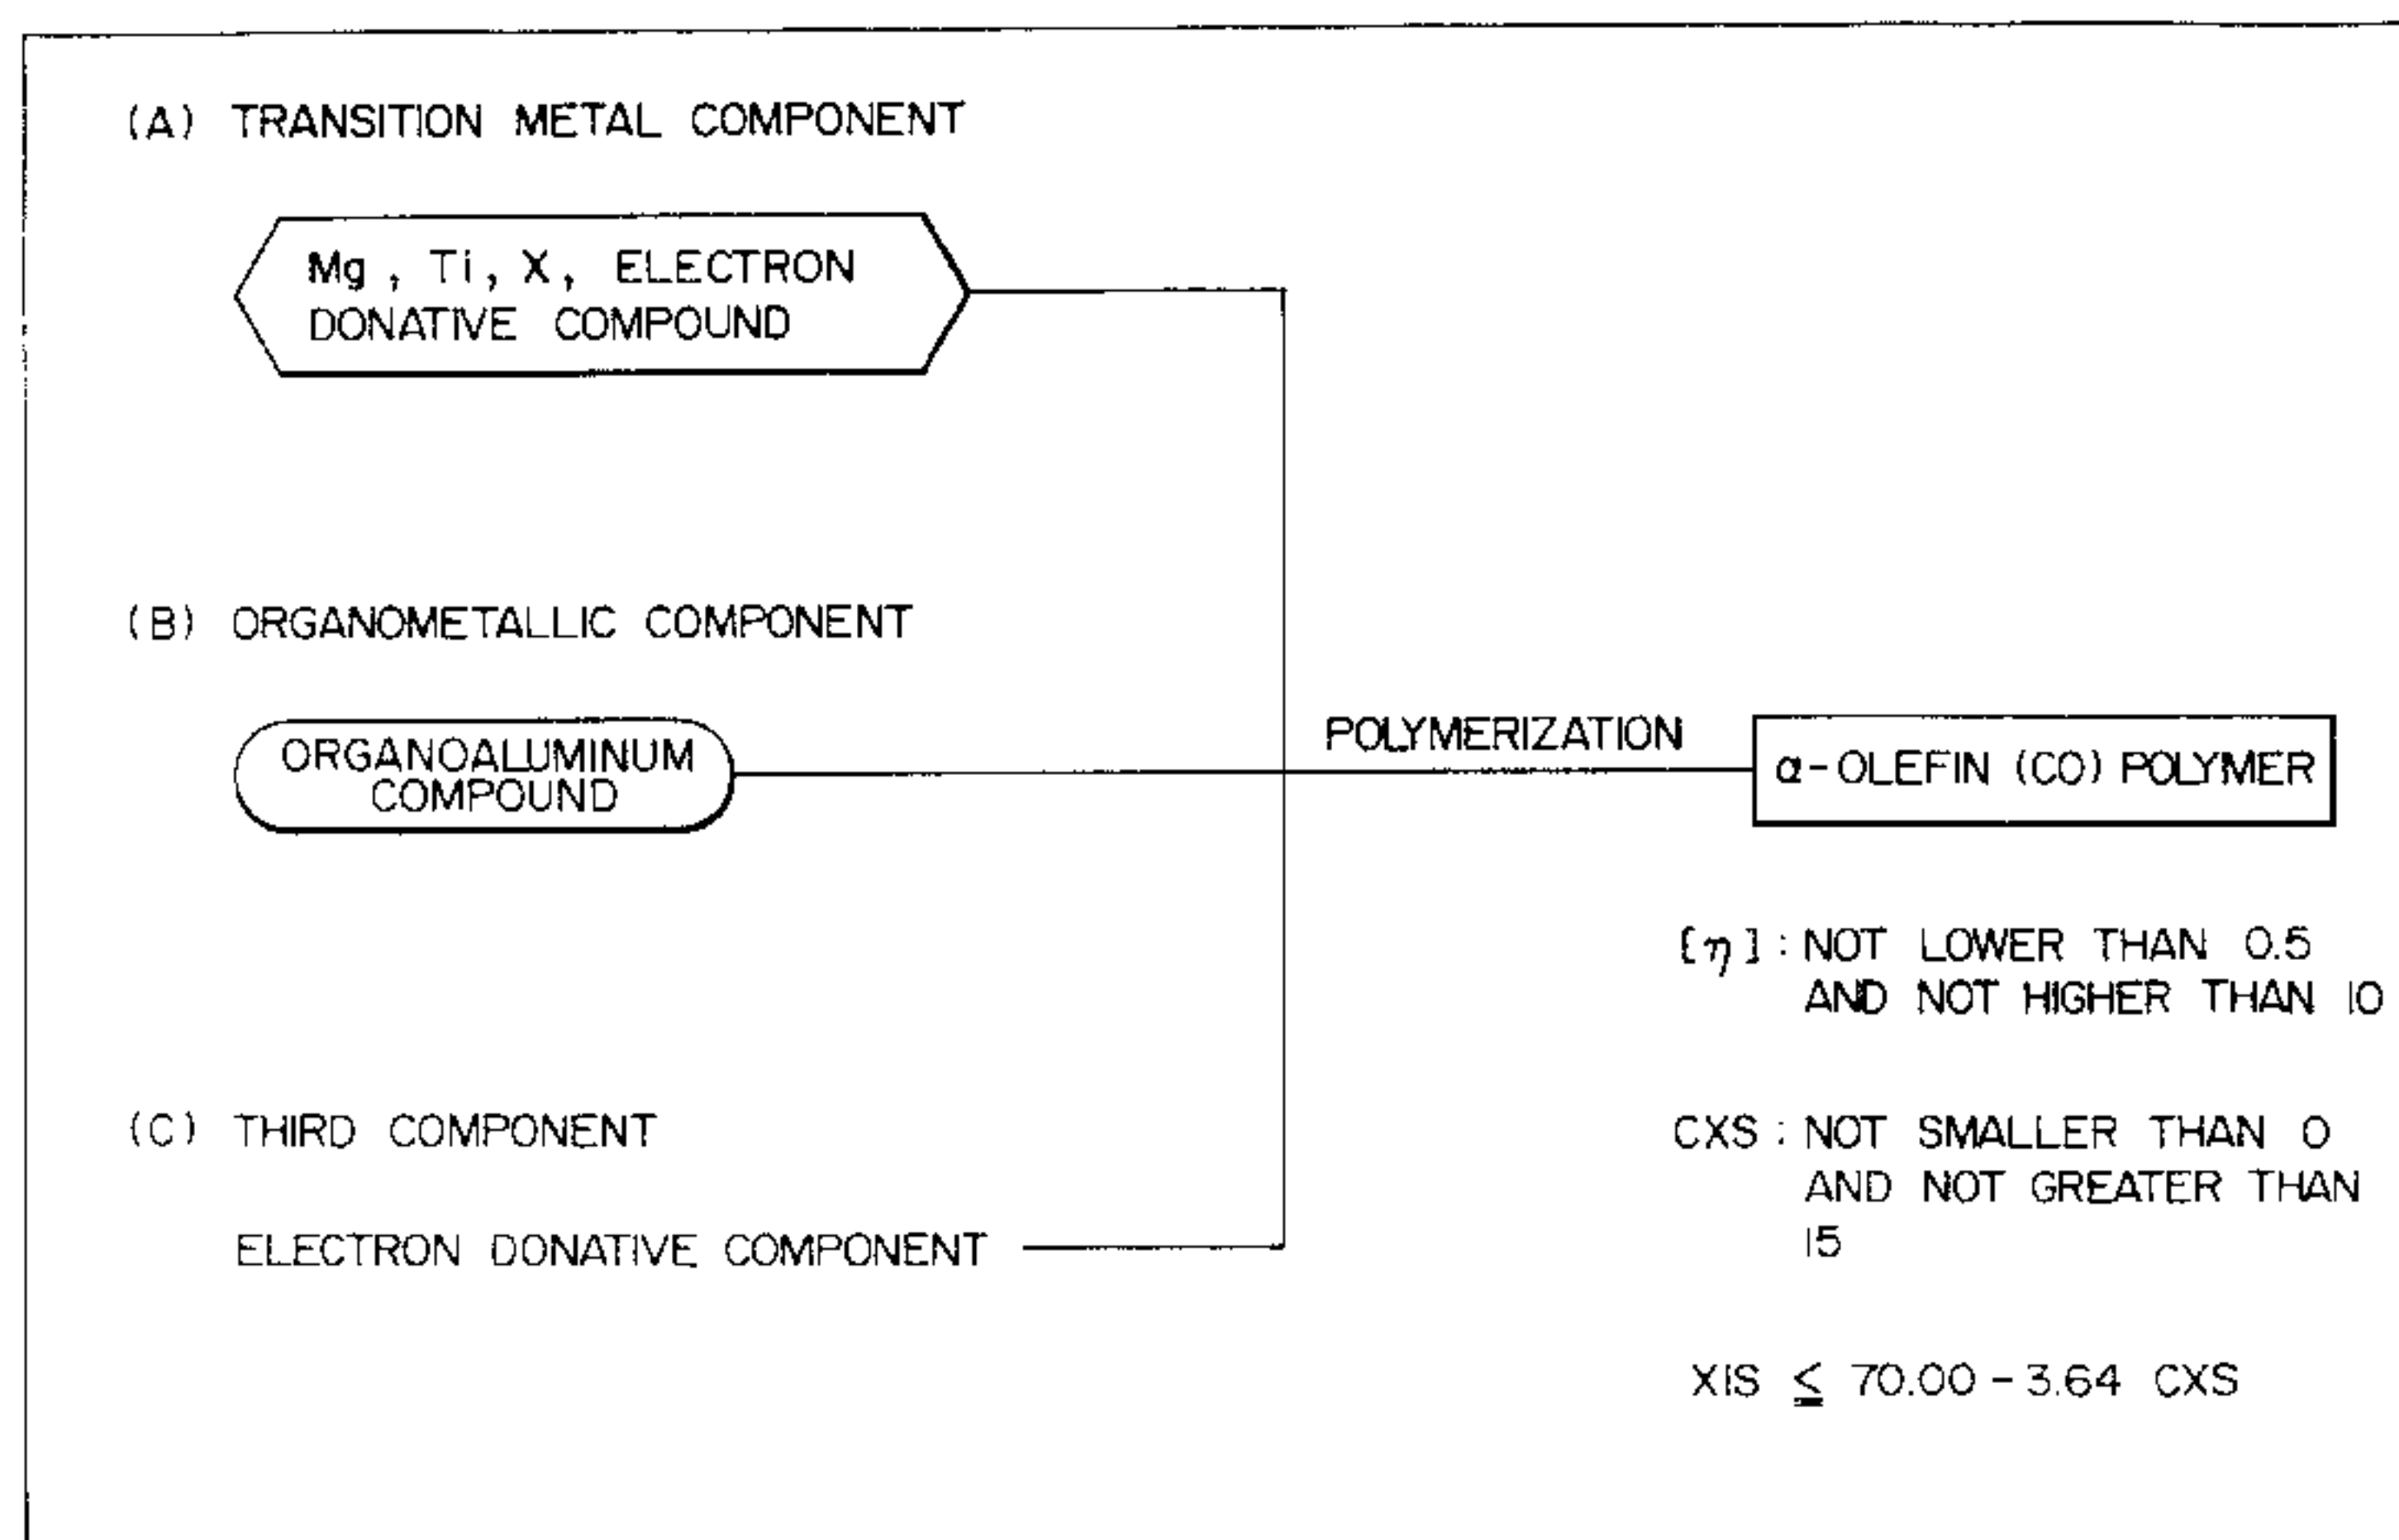 (A) TRANSITION METAL COMPONENT
Mg, Ti, X, ELECTRON
DONATIVE COMPOUND
(B) ORGANOMETALLIC COMPONENT
ORGANOALUMINUM
COMPOUND
POLYMERIZATION
α-OLEFIN (CO) POLYMER
[η] : NOT LOWER THAN 0.5
AND NOT HIGHER THAN 10
(C) THIRD COMPONENT
ELECTRON DONATIVE COMPONENT
CXS : NOT SMALLER THAN 0
AND NOT GREATER THAN
15
XIS ≤ 70.00 - 3.64 CXS